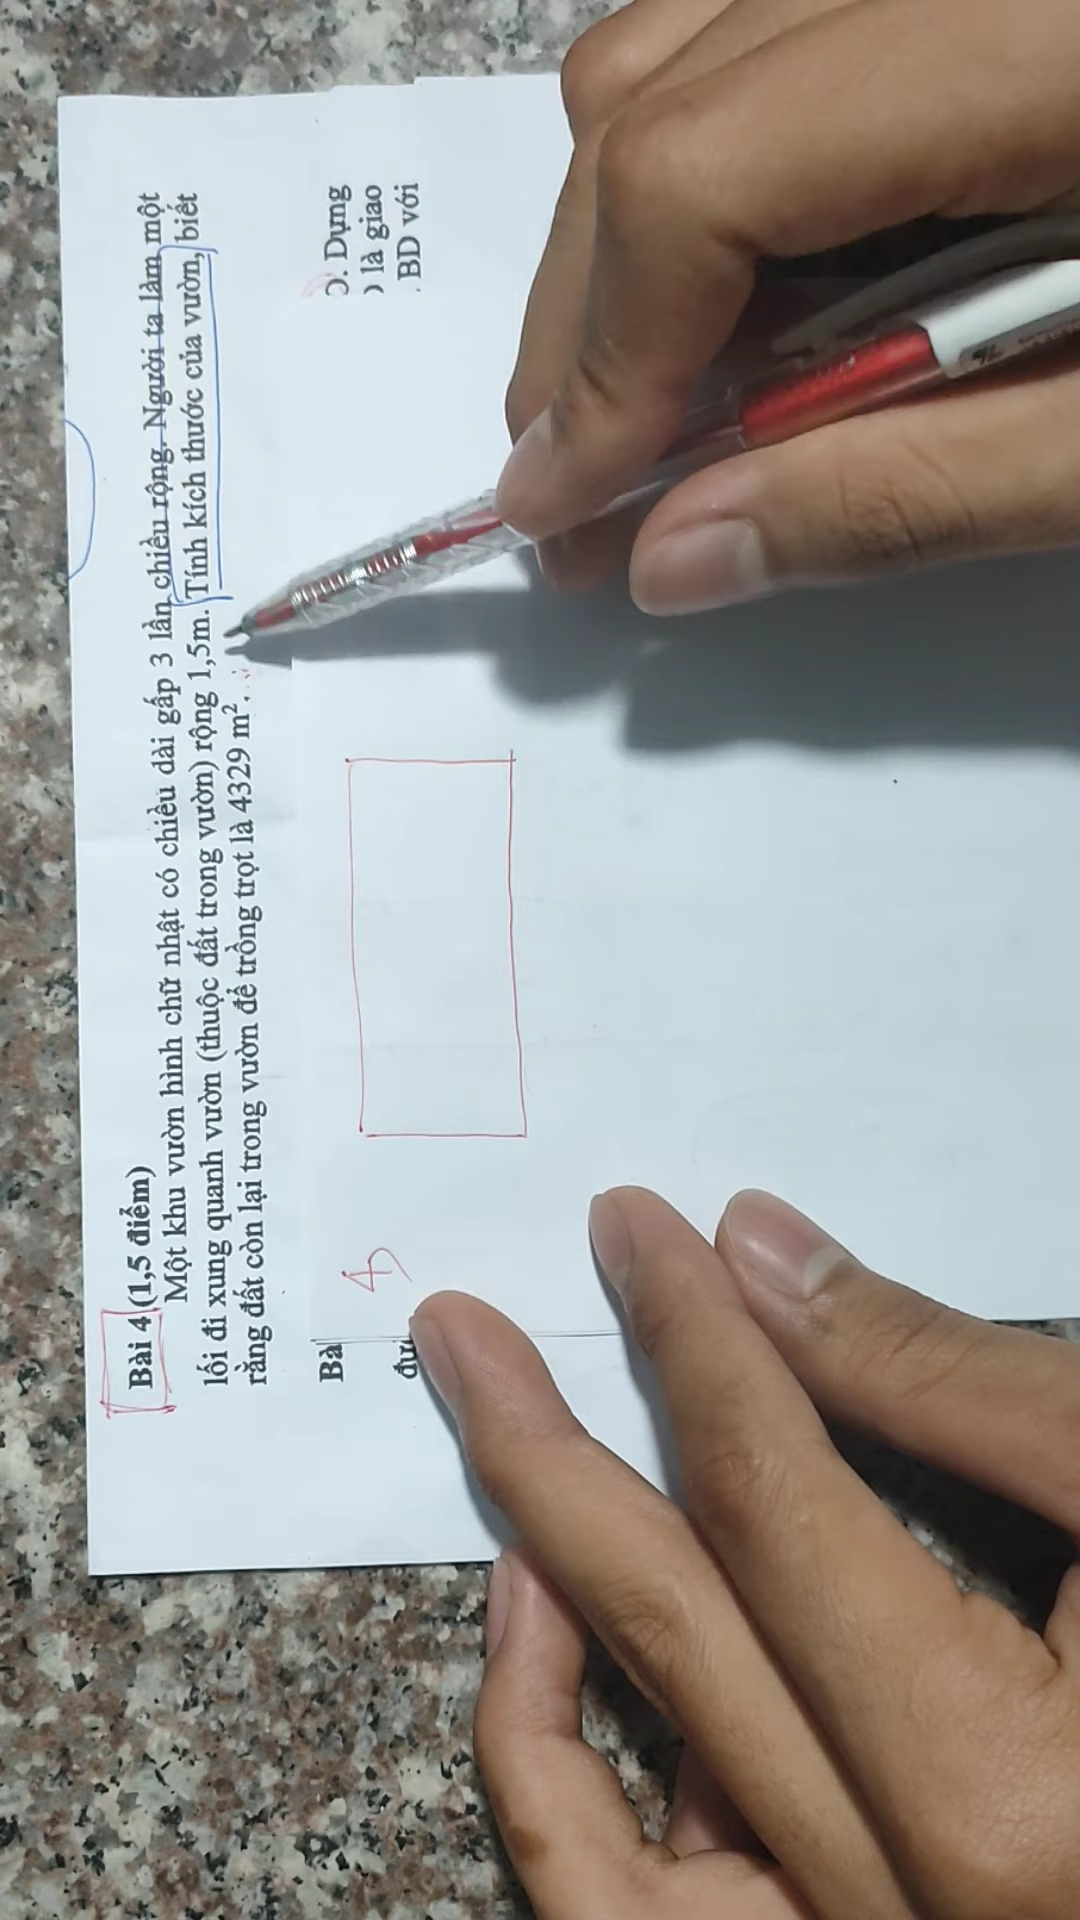 Bài 4 (1,5 điểm)
Một khu vườn hình chữ nhật có chiều dài gấp 3 lần chiều rộng. Người ta làm một
lối đi xung quanh vườn (thuộc đất trong vườn) rộng 1,5m. Tính kích thước của vườn, biết
rằng đất còn lại trong vườn để trồng trọt là 4329 m².
. Dựng
) là giao
. BD với